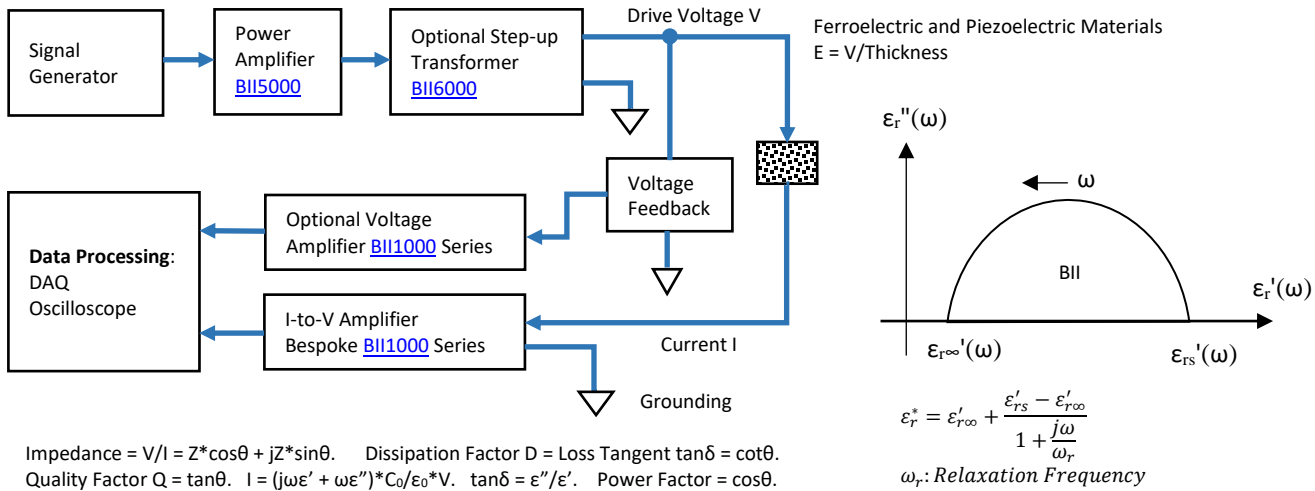 Signal
Generator
Power
Amplifier
BII5000
Optional Step-up
Transformer
BII6000
Drive Voltage V
Ferroelectric and Piezoelectric Materials
E = V/Thickness
Voltage
Feedback
Optional Voltage
Amplifier BII1000 Series
Data Processing:
DAQ
Oscilloscope
I-to-V Amplifier
Bespoke BII1000 Series
Current I
Grounding
εr''(ω)
ω
BII
εr'(ω)
εr∞'(ω)
εrs'(ω)
ε*r = ε′r∞ + (ε′rs − ε′r∞)/(1 + jω/ωr)
ωr: Relaxation Frequency
Impedance = V/I = Z*cosθ + jZ*sinθ. Dissipation Factor D = Loss Tangent tanδ = cotθ.
Quality Factor Q = tanθ. I = (jωε' + ωε'')*C₀/ε₀*V. tanδ = ε''/ε'. Power Factor = cosθ.